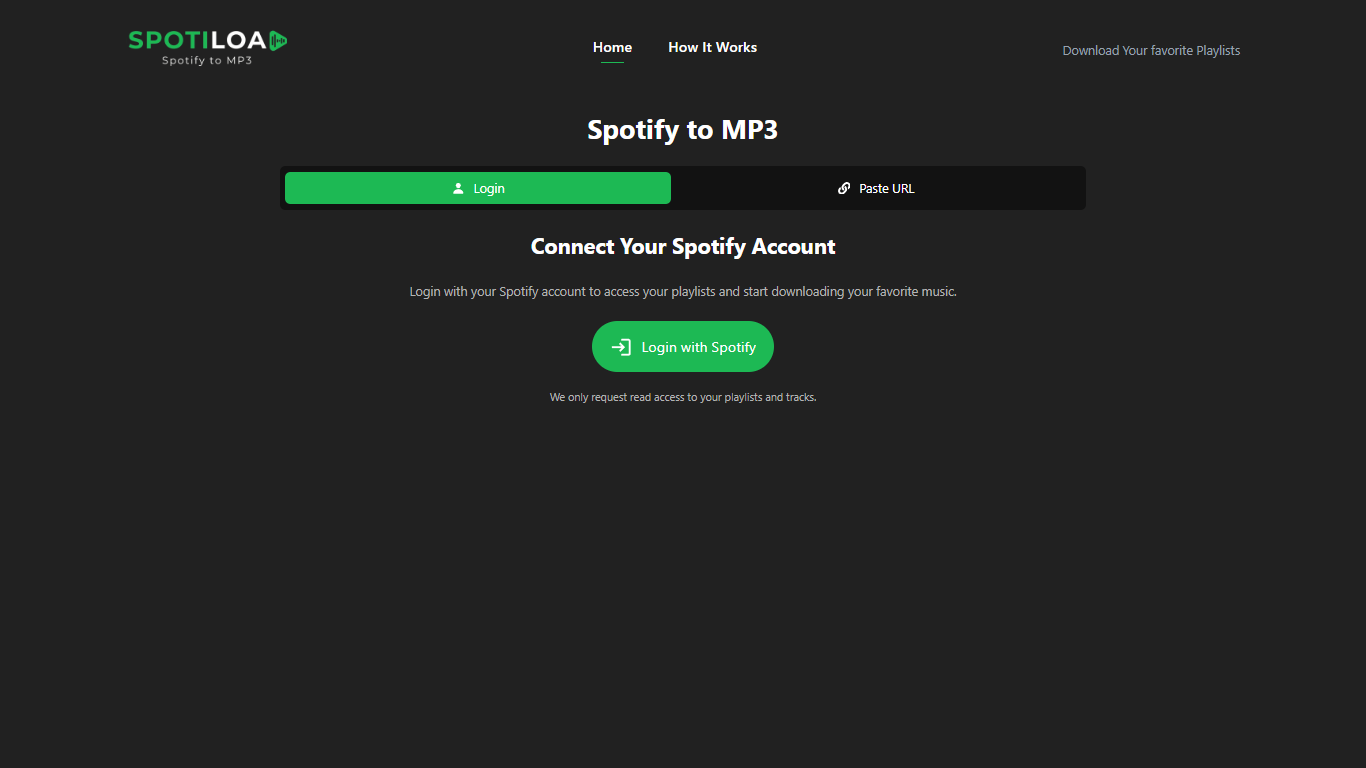 SPOTILOA
Spotify to MP3
Home
How It Works
Download Your favorite Playlists
Spotify to MP3
Login
Paste URL
Connect Your Spotify Account
Login with your Spotify account to access your playlists and start downloading your favorite music.
Login with Spotify
We only request read access to your playlists and tracks.